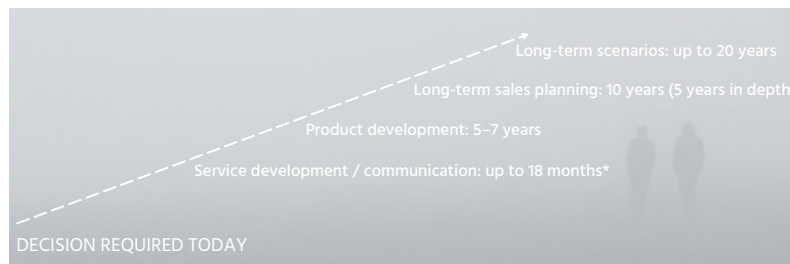 Long-term scenarios: up to 20 years
Long-term sales planning: 10 years (5 years in depth
Product development: 5–7 years
Service development / communication: up to 18 months*
DECISION REQUIRED TODAY